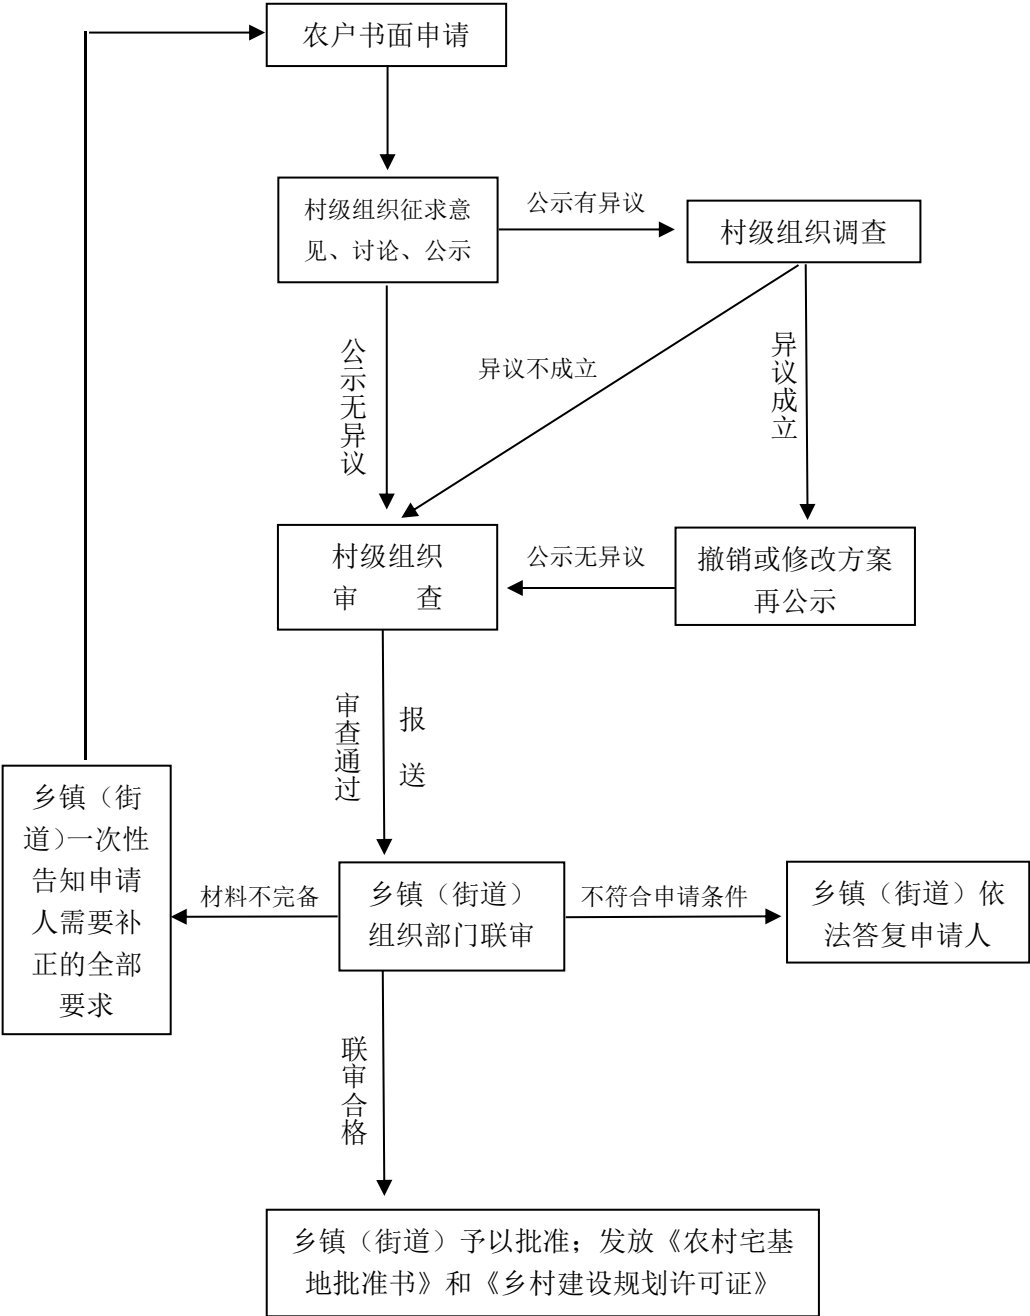 农户书面申请
村级组织征求意
见、讨论、公示
公示有异议
村级组织调查
公示无异议
异议不成立
异议成立
村级组织
审　　查
公示无异议
撤销或修改方案
再公示
审查通过
报　送
乡镇（街
道）一次性
告知申请
人需要补
正的全部
要求
材料不完备
乡镇（街道）
组织部门联审
不符合申请条件
乡镇（街道）依
法答复申请人
联审合格
乡镇（街道）予以批准；发放《农村宅基
地批准书》和《乡村建设规划许可证》